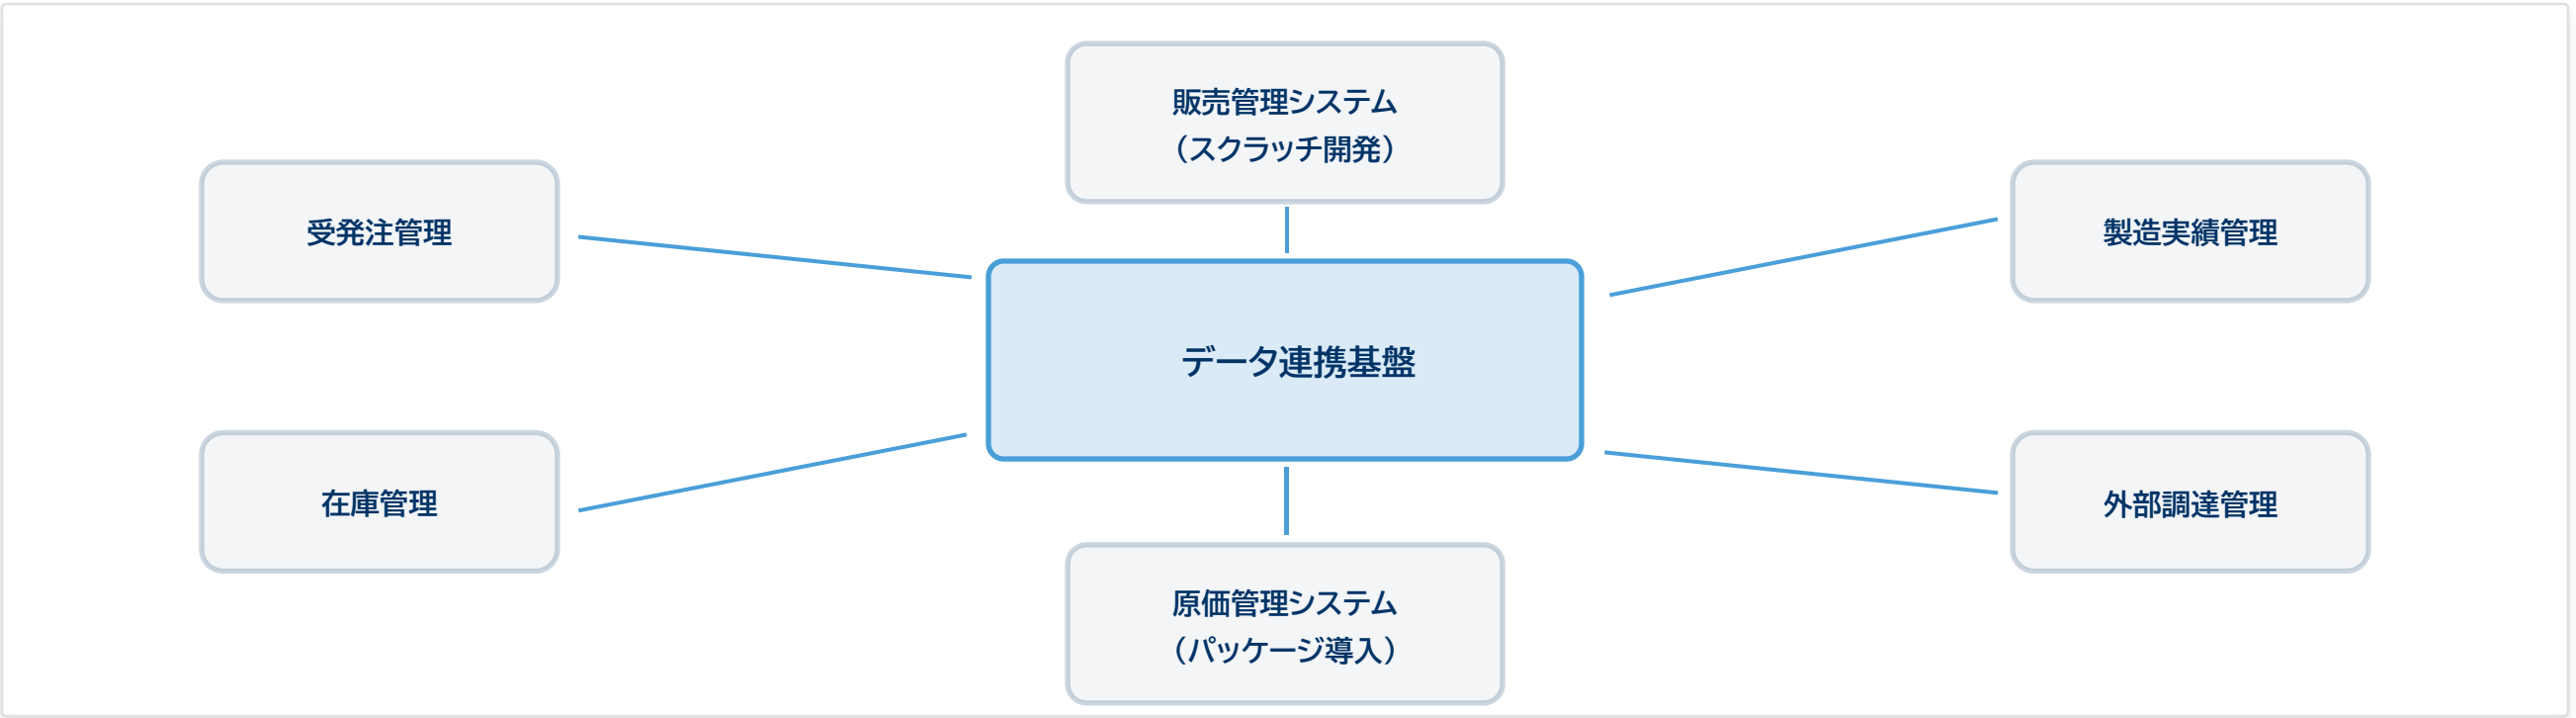 販売管理システム
（スクラッチ開発）
受発注管理
製造実績管理
データ連携基盤
在庫管理
外部調達管理
原価管理システム
（パッケージ導入）